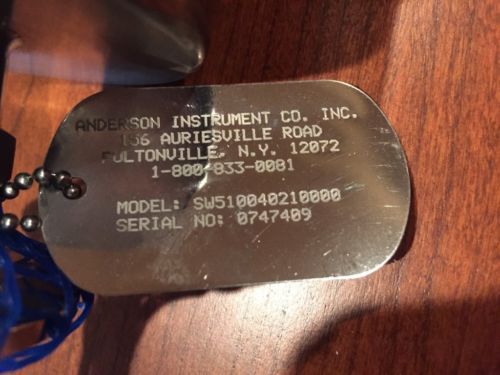 ANDERSON INSTRUMENT CO. INC.
156 AURIESVILLE ROAD
FULTONVILLE, N.Y. 12072
1-800-833-0081
MODEL: SW510040210000
SERIAL NO: 0747409